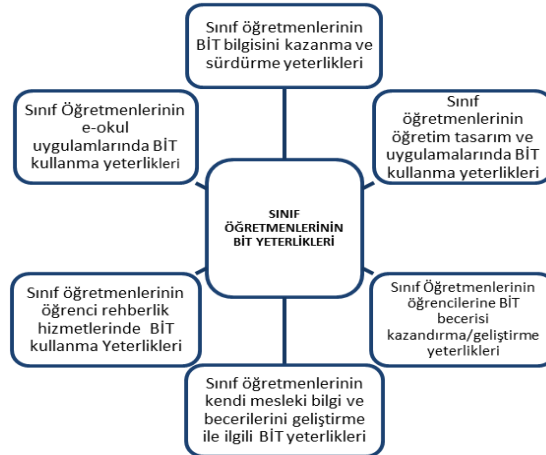 Sınıf öğretmenlerinin
BİT bilgisini kazanma ve
sürdürme yeterlikleri
Sınıf Öğretmenlerinin
e-okul
uygulamlarında BİT
kullanma yeterlikleri
Sınıf
öğretmenlerinin
öğretim tasarım ve
uygulamalarında BİT
kullanma yeterlikleri
SINIF
ÖĞRETMENLERİNİN
BİT YETERLİKLERİ
Sınıf öğretmenlerinin
öğrenci rehberlik
hizmetlerinde BİT
kullanma Yeterlikleri
Sınıf Öğretmenlerinin
öğrencilerine BİT
becerisi
kazandırma/geliştirme
yeterlikleri
Sınıf öğretmenlerinin
kendi mesleki bilgi ve
becerilerini geliştirme
ile ilgili BİT yeterlikleri